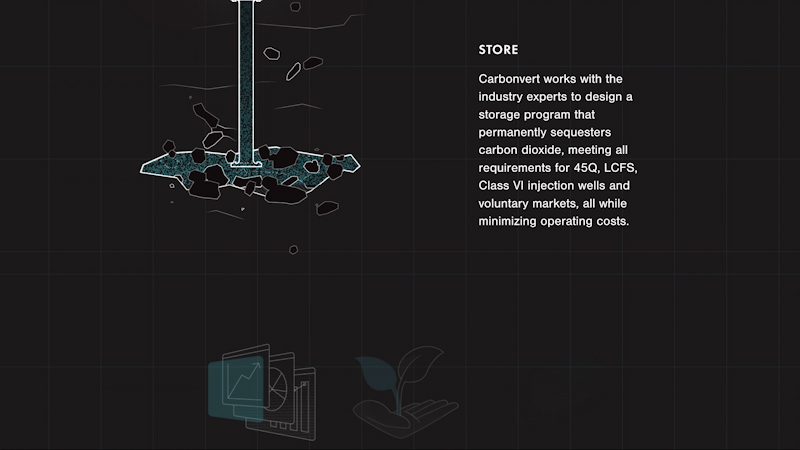 STORE
Carbonvert works with the
industry experts to design a
storage program that
permanently sequesters
carbon dioxide, meeting all
requirements for 45Q, LCFS,
Class VI injection wells and
voluntary markets, all while
minimizing operating costs.